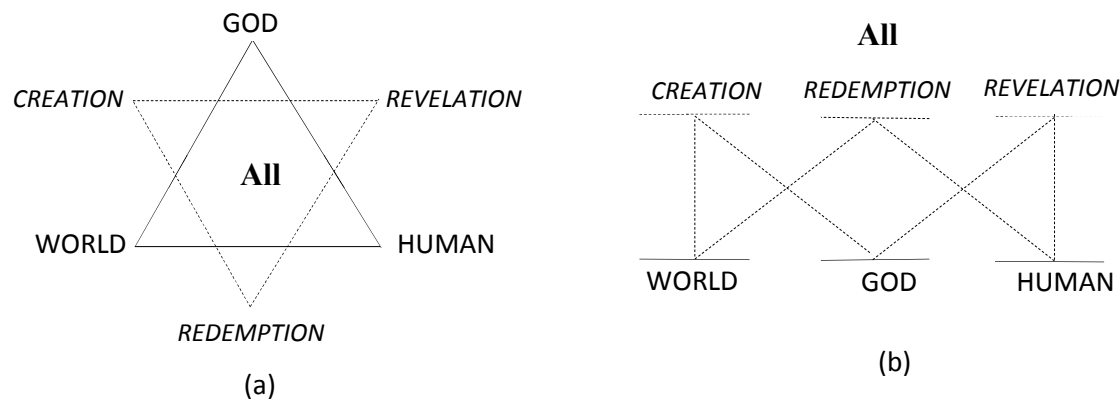 GOD
CREATION REVELATION
All
WORLD HUMAN
REDEMPTION
(a)
All
CREATION REDEMPTION REVELATION
WORLD GOD HUMAN
(b)